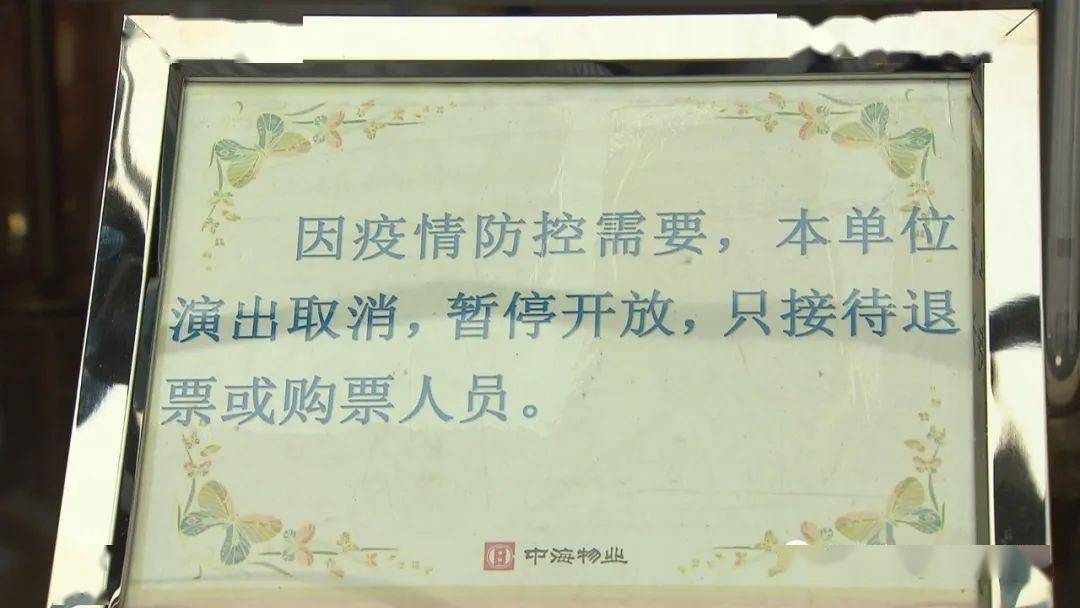 因疫情防控需要，本单位
演出取消，暂停开放，只接待退
票或购票人员。
中海物业